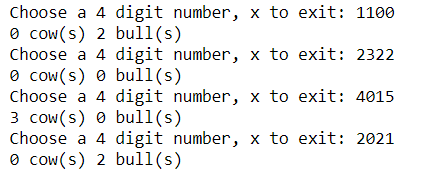 Choose a 4 digit number, x to exit: 1100
0 cow(s) 2 bull(s)
Choose a 4 digit number, x to exit: 2322
0 cow(s) 0 bull(s)
Choose a 4 digit number, x to exit: 4015
3 cow(s) 0 bull(s)
Choose a 4 digit number, x to exit: 2021
0 cow(s) 2 bull(s)